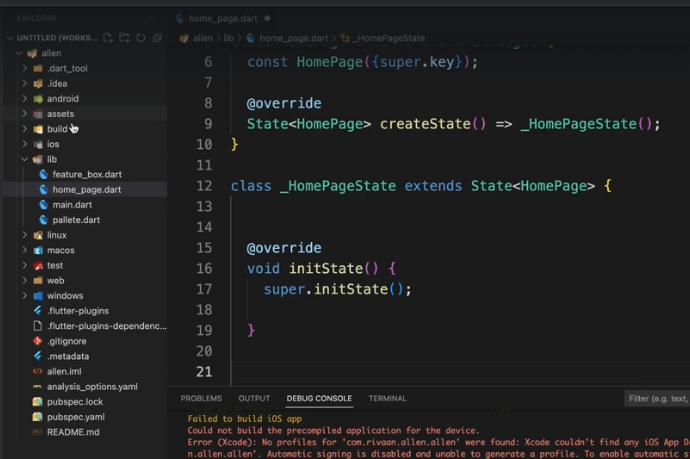 EXPLORER
UNTITLED (WORKS...
allen
.dart_tool
.idea
android
assets
build
ios
lib
feature_box.dart
home_page.dart
main.dart
pallete.dart
linux
macos
test
web
windows
.flutter-plugins
.flutter-plugins-dependenc...
.gitignore
.metadata
allen.iml
analysis_options.yaml
pubspec.lock
pubspec.yaml
README.md
home_page.dart
allen > lib > home_page.dart > _HomePageState
6 const HomePage({super.key});
7
8 @override
9 State<HomePage> createState() => _HomePageState();
10 }
11
12 class _HomePageState extends State<HomePage> {
13
14
15 @override
16 void initState() {
17 super.initState();
18
19 }
20
21
PROBLEMS OUTPUT DEBUG CONSOLE TERMINAL Filter (e.g. text,
Failed to build iOS app
Could not build the precompiled application for the device.
Error (Xcode): No profiles for 'com.rivaan.allen.allen' were found: Xcode couldn't find any iOS App De
n.allen.allen'. Automatic signing is disabled and unable to generate a profile. To enable automatic s